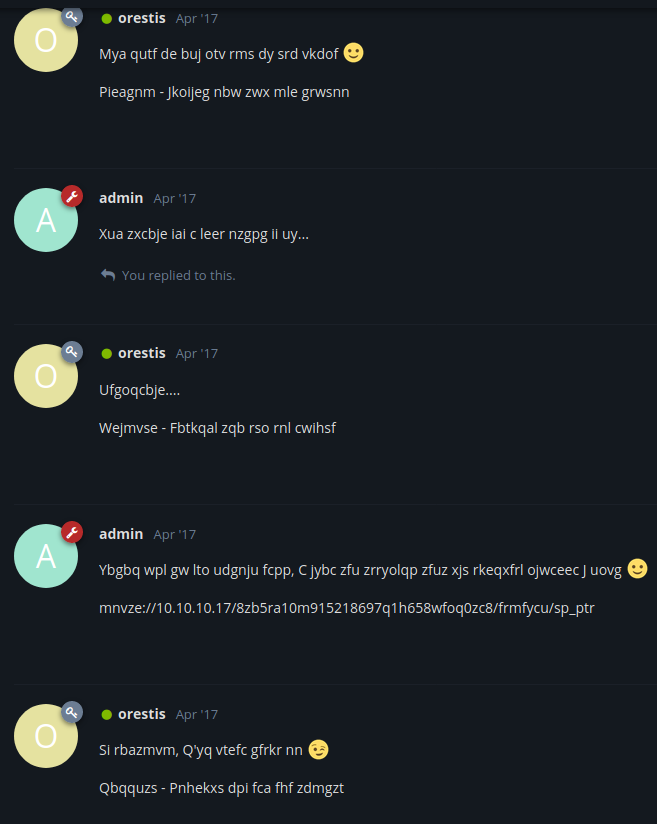 O
orestis Apr '17
Mya qutf de buj otv rms dy srd vkdof 🙂
Pieagnm - Jkoijeg nbw zwx mle grwsnn
A
admin Apr '17
Xua zxcbje iai c leer nzgpg ii uy...
You replied to this.
O
orestis Apr '17
Ufgoqcbje....
Wejmvse - Fbtkqal zqb rso rnl cwihsf
A
admin Apr '17
Ybgbq wpl gw lto udgnju fcpp, C jybc zfu zrryolqp zfuz xjs rkeqxfrl ojwceec J uovg 🙂
mnvze://10.10.10.17/8zb5ra10m915218697q1h658wfoq0zc8/frmfycu/sp_ptr
O
orestis Apr '17
Si rbazmvm, Q'yq vtefc gfrkr nn 😉
Qbqquzs - Pnhekxs dpi fca fhf zdmgzt